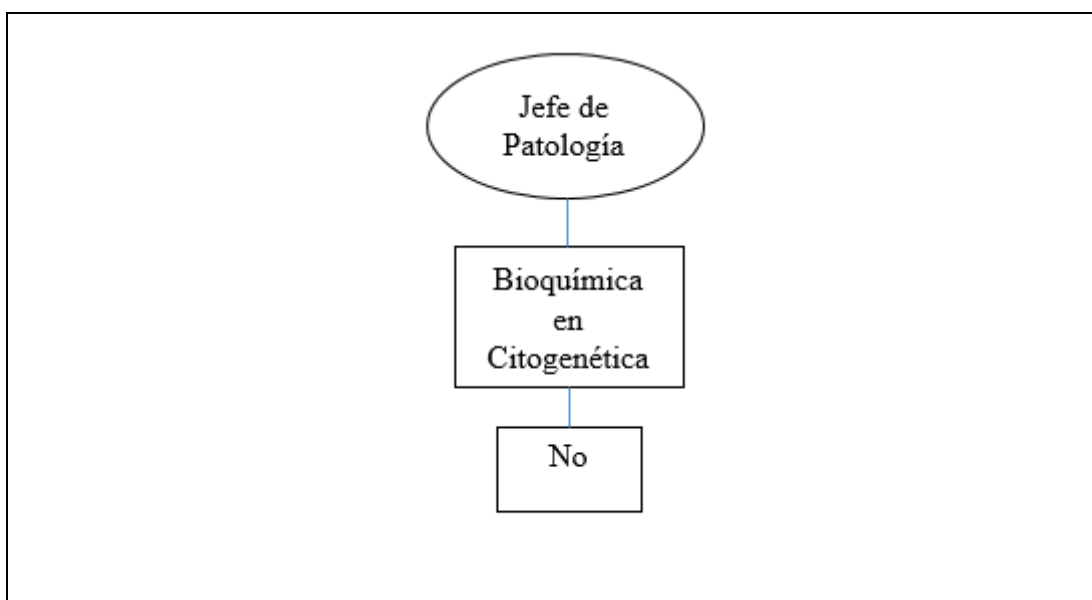 Jefe de
Patología
Bioquímica
en
Citogenética
No